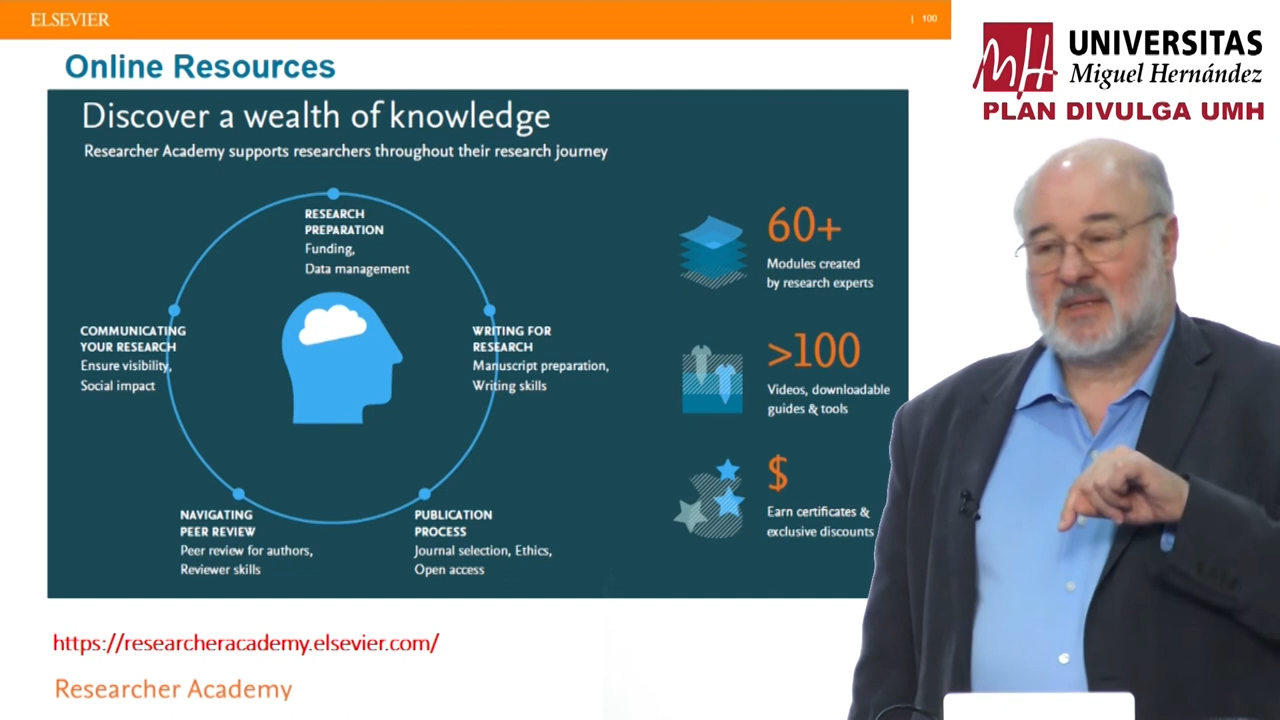 ELSEVIER
| 100
Online Resources
Discover a wealth of knowledge
Researcher Academy supports researchers throughout their research journey
RESEARCH
PREPARATION
Funding,
Data management
COMMUNICATING
YOUR RESEARCH
Ensure visibility,
Social impact
WRITING FOR
RESEARCH
Manuscript preparation,
Writing skills
NAVIGATING
PEER REVIEW
Peer review for authors,
Reviewer skills
PUBLICATION
PROCESS
Journal selection, Ethics,
Open access
60+
Modules created
by research experts
>100
Videos, downloadable
guides & tools
$
Earn certificates &
exclusive discounts
https://researcheracademy.elsevier.com/
Researcher Academy
MH
UNIVERSITAS
Miguel Hernández
PLAN DIVULGA UMH